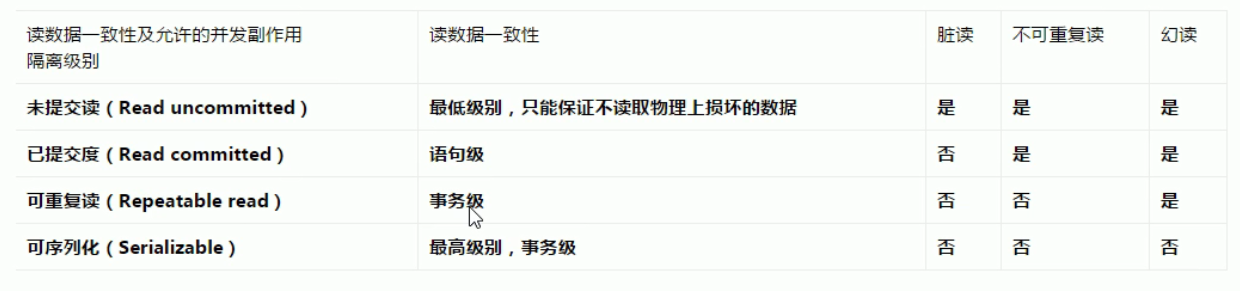 读数据一致性及允许的并发副作用 读数据一致性 脏读 不可重复读 幻读
隔离级别
未提交读（Read uncommitted） 最低级别，只能保证不读取物理上损坏的数据 是 是 是
已提交度（Read committed） 语句级 否 是 是
可重复读（Repeatable read） 事务级 否 否 是
可序列化（Serializable） 最高级别，事务级 否 否 否